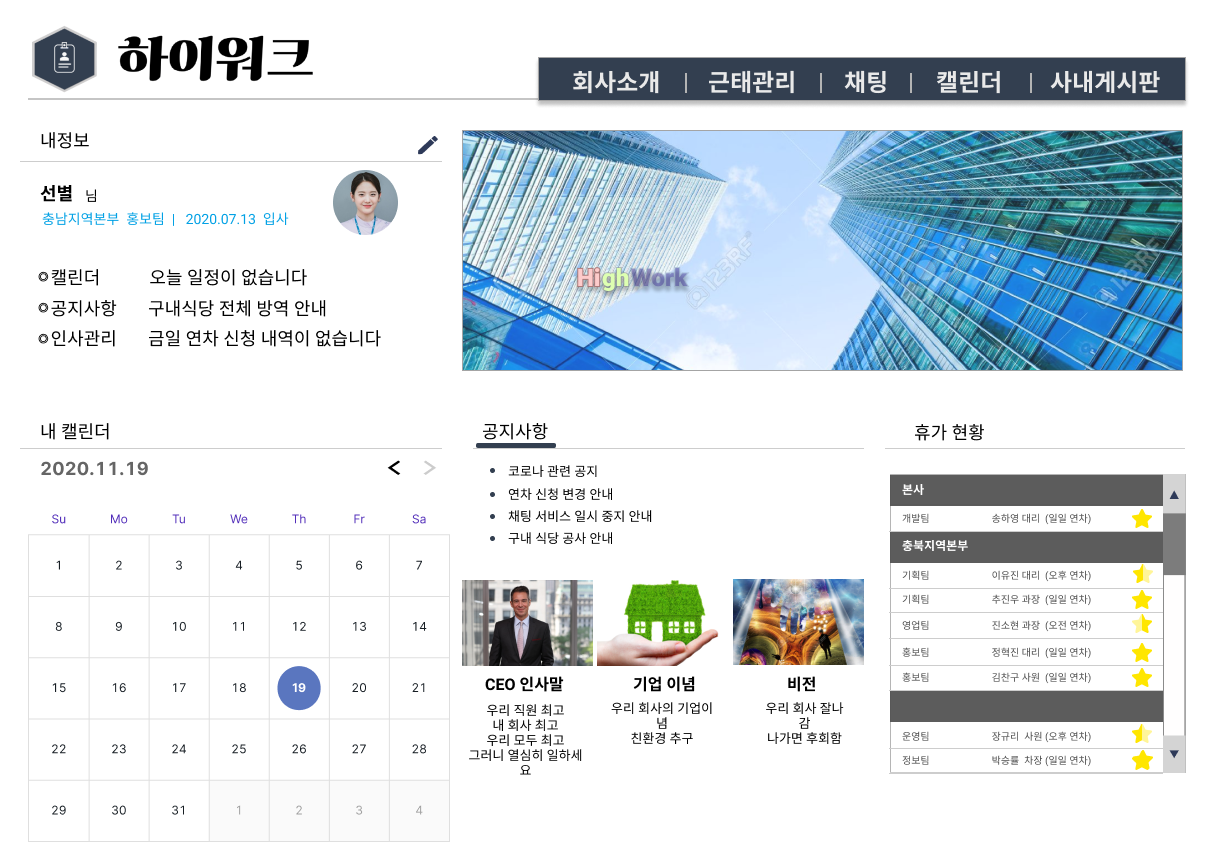 하이워크
회사소개 | 근태관리 | 채팅 | 캘린더 | 사내게시판
내정보
선별 님
충남지역본부 홍보팀 | 2020.07.13 입사
캘린더 오늘 일정이 없습니다
공지사항 구내식당 전체 방역 안내
인사관리 금일 연차 신청 내역이 없습니다
HighWork
123RF
123RF
내 캘린더
2020.11.19
< >
Su Mo Tu We Th Fr Sa
1 2 3 4 5 6 7
8 9 10 11 12 13 14
15 16 17 18 19 20 21
22 23 24 25 26 27 28
29 30 31 1 2 3 4
공지사항
• 코로나 관련 공지
• 연차 신청 변경 안내
• 채팅 서비스 일시 중지 안내
• 구내 식당 공사 안내
CEO 인사말
우리 직원 최고
내 회사 최고
우리 모두 최고
그러니 열심히 일하세
요
기업 이념
우리 회사의 기업이
념
친환경 추구
비전
우리 회사 잘나
감
나가면 후회함
휴가 현황
본사
개발팀 송하영 대리 (일일 연차)
충북지역본부
기획팀 이유진 대리 (오후 연차)
기획팀 추진우 과장 (일일 연차)
영업팀 진소현 과장 (오전 연차)
홍보팀 정혁진 대리 (일일 연차)
홍보팀 김찬구 사원 (일일 연차)
운영팀 장규리 사원 (오후 연차)
정보팀 박승률 차장 (일일 연차)